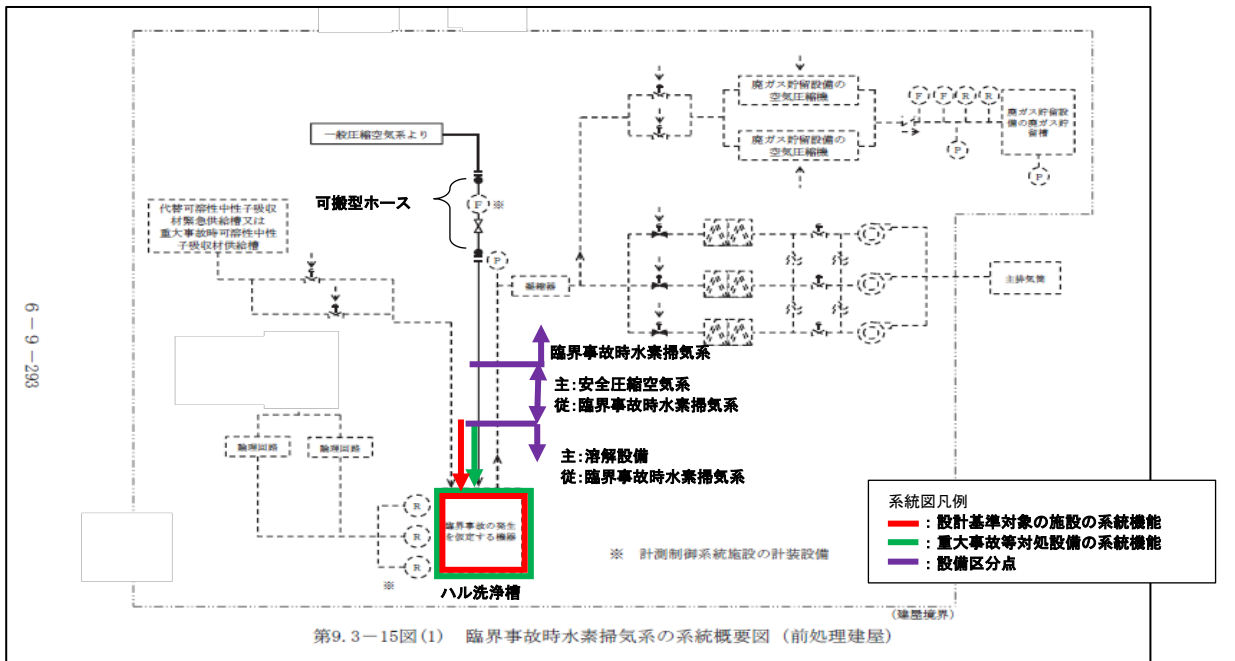 廃ガス貯留設備の
空気圧縮機
F F R R
廃ガス貯留設
備の廃ガス貯
留槽
一般圧縮空気系より
廃ガス貯留設備の
空気圧縮機
P
P
可搬型ホース
F ※
代替可溶性中性子吸収
材緊急供給槽又は
重大事故時可溶性中性
子吸収材供給槽
P
凝縮器
主排気筒
6－9－293
臨界事故時水素掃気系
主:安全圧縮空気系
従:臨界事故時水素掃気系
論理回路
論理回路
主:溶解設備
従:臨界事故時水素掃気系
系統図凡例
：設計基準対象の施設の系統機能
：重大事故等対処設備の系統機能
：設備区分点
R
R
R
※
臨界事故の発生
を仮定する機器
※ 計測制御系統施設の計装設備
ハル洗浄槽
(建屋境界)
第9.3－15図(1) 臨界事故時水素掃気系の系統概要図（前処理建屋）